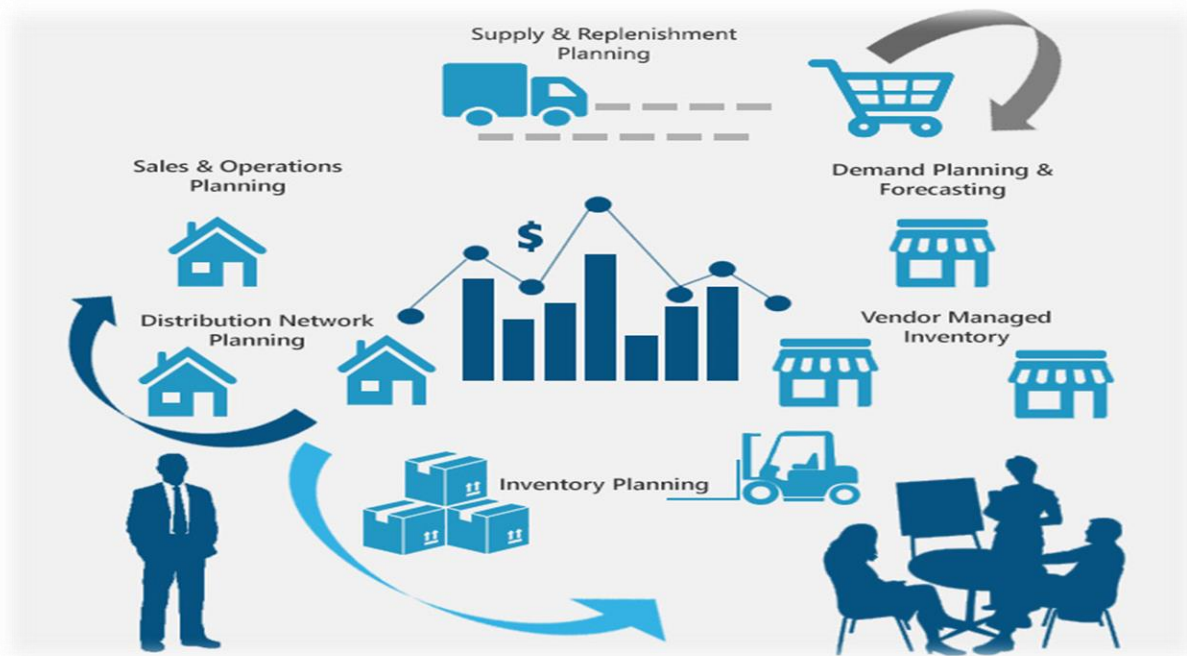 Supply & Replenishment
Planning
Sales & Operations
Planning
Demand Planning &
Forecasting
$
Distribution Network
Planning
Vendor Managed
Inventory
Inventory Planning